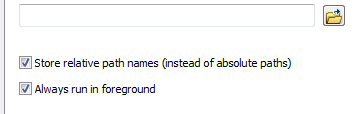 Store relative path names (instead of absolute paths)
Always run in foreground